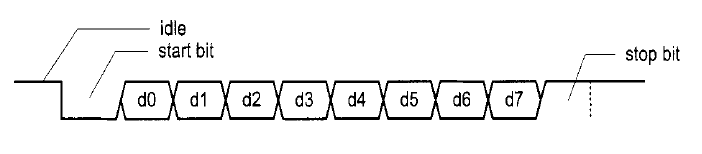 idle
start bit
stop bit
d0 d1 d2 d3 d4 d5 d6 d7